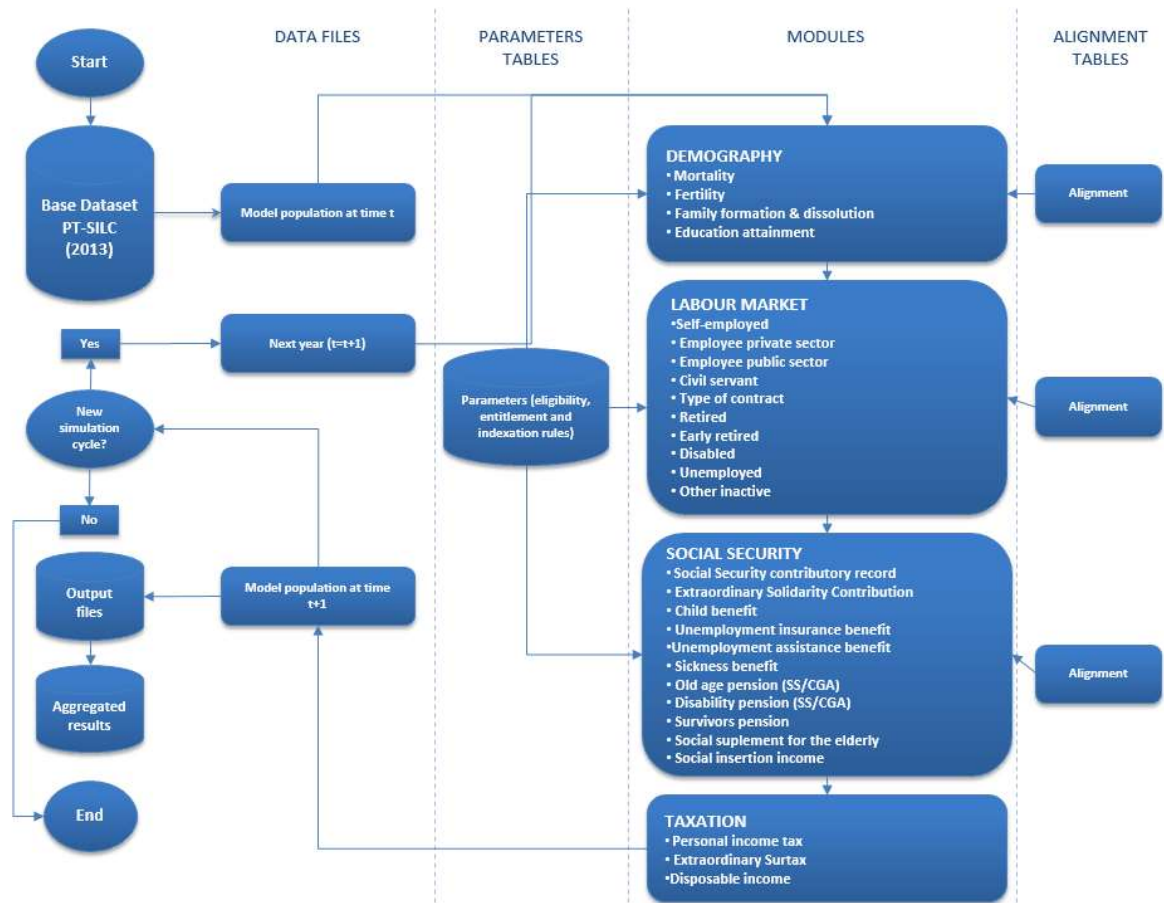 DATA FILES
PARAMETERS
TABLES
MODULES
ALIGNMENT
TABLES
Start
Base Dataset
PT-SILC
(2013)
Model population at time t
DEMOGRAPHY
• Mortality
• Fertility
• Family formation & dissolution
• Education attainment
Alignment
Yes
Next year (t=t+1)
New
simulation
cycle?
No
Parameters (eligibility,
entitlement and
indexation rules)
LABOUR MARKET
•Self-employed
• Employee private sector
• Employee public sector
• Civil servant
• Type of contract
• Retired
• Early retired
• Disabled
• Unemployed
• Other inactive
Alignment
Output
files
Model population at time
t+1
Aggregated
results
End
SOCIAL SECURITY
• Social Security contributory record
• Extraordinary Solidarity Contribution
• Child benefit
• Unemployment insurance benefit
•Unemployment assistance benefit
• Sickness benefit
• Old age pension (SS/CGA)
• Disability pension (SS/CGA)
• Survivors pension
• Social suplement for the elderly
• Social insertion income
Alignment
TAXATION
• Personal income tax
• Extraordinary Surtax
•Disposable income